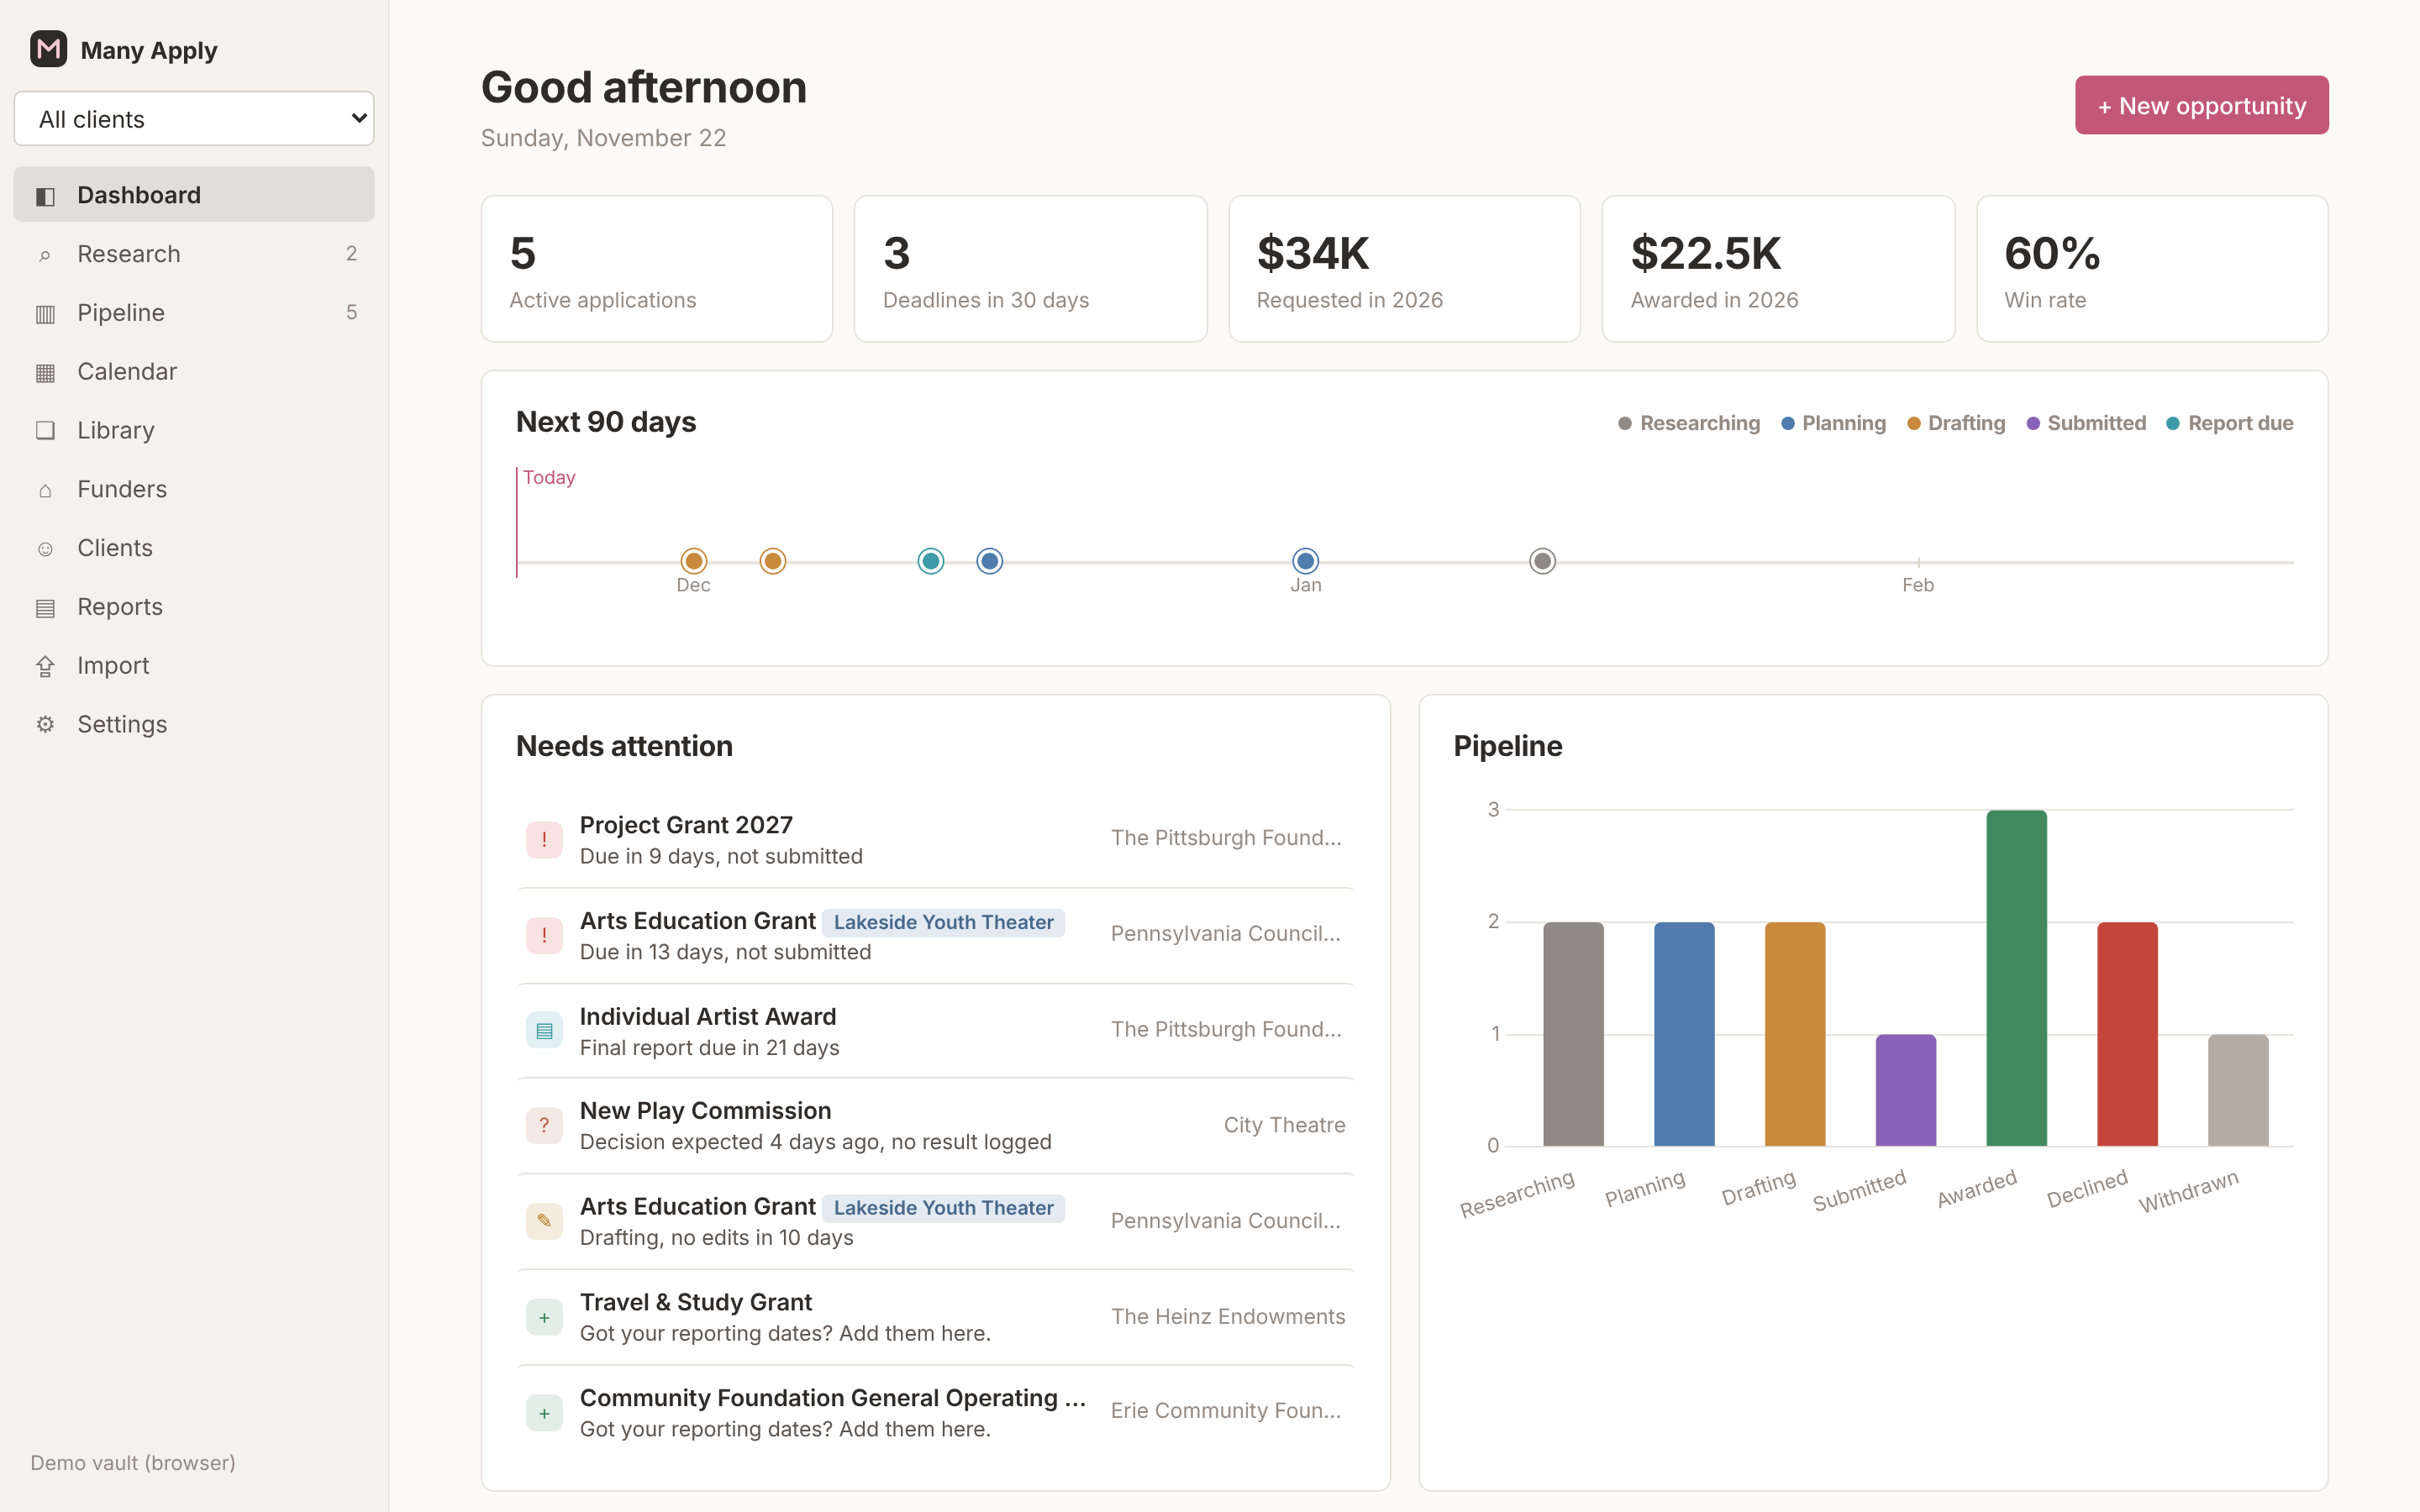 Many Apply
All clients
Dashboard
Research 2
Pipeline 5
Calendar
Library
Funders
Clients
Reports
Import
Settings
Demo vault (browser)
Good afternoon
Sunday, November 22
+ New opportunity
5
Active applications
3
Deadlines in 30 days
$34K
Requested in 2026
$22.5K
Awarded in 2026
60%
Win rate
Next 90 days
Researching Planning Drafting Submitted Report due
Today
Dec Jan Feb
Needs attention
! Project Grant 2027 The Pittsburgh Found...
Due in 9 days, not submitted
! Arts Education Grant Lakeside Youth Theater Pennsylvania Council...
Due in 13 days, not submitted
Individual Artist Award The Pittsburgh Found...
Final report due in 21 days
? New Play Commission City Theatre
Decision expected 4 days ago, no result logged
Arts Education Grant Lakeside Youth Theater Pennsylvania Council...
Drafting, no edits in 10 days
+ Travel & Study Grant The Heinz Endowments
Got your reporting dates? Add them here.
+ Community Foundation General Operating ... Erie Community Foun...
Got your reporting dates? Add them here.
Pipeline
3
2
1
0
Researching Planning Drafting Submitted Awarded Declined Withdrawn